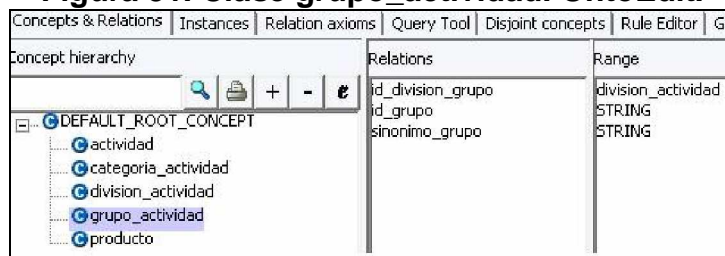 Concepts & Relations Instances Relation axioms Query Tool Disjoint concepts Rule Editor G
Concept hierarchy Relations Range
+ - e
id_division_grupo division_actividad
id_grupo STRING
sinonimo_grupo STRING
DEFAULT_ROOT_CONCEPT
actividad
categoria_actividad
division_actividad
grupo_actividad
producto